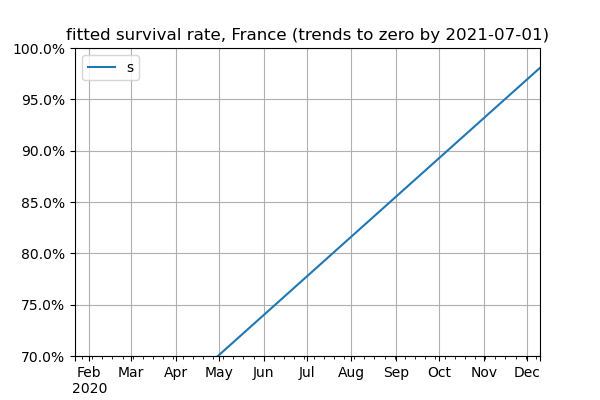 fitted survival rate, France (trends to zero by 2021-07-01)
100.0%
95.0%
90.0%
85.0%
80.0%
75.0%
70.0%
s
Feb Mar Apr May Jun Jul Aug Sep Oct Nov Dec
2020